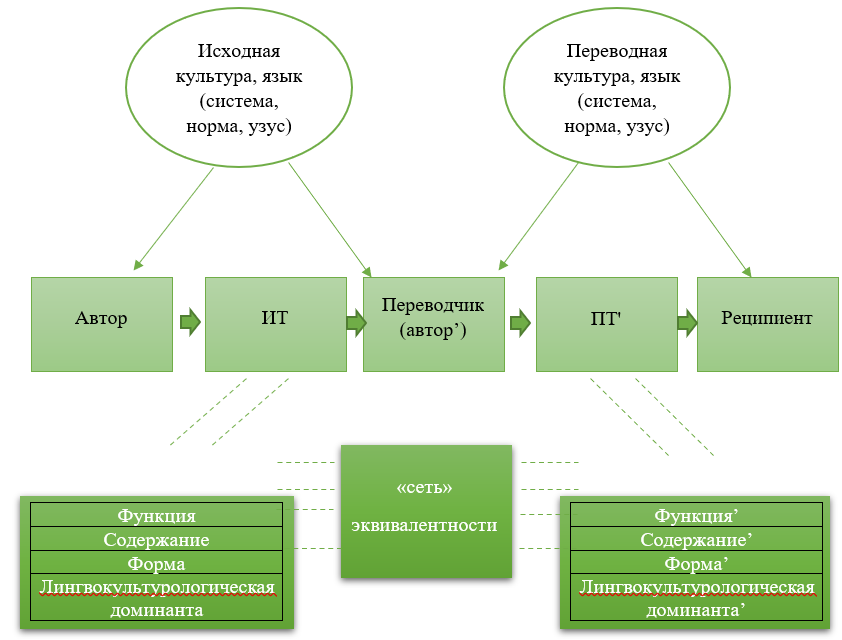 Исходная
культура, язык
(система,
норма, узус)
Переводная
культура, язык
(система,
норма, узус)
Автор
ИТ
Переводчик
(автор’)
ПТ'
Реципиент
«сеть»
эквивалентности
Функция
Содержание
Форма
Лингвокультурологическая
доминанта
Функция’
Содержание’
Форма’
Лингвокультурологическая
доминанта’